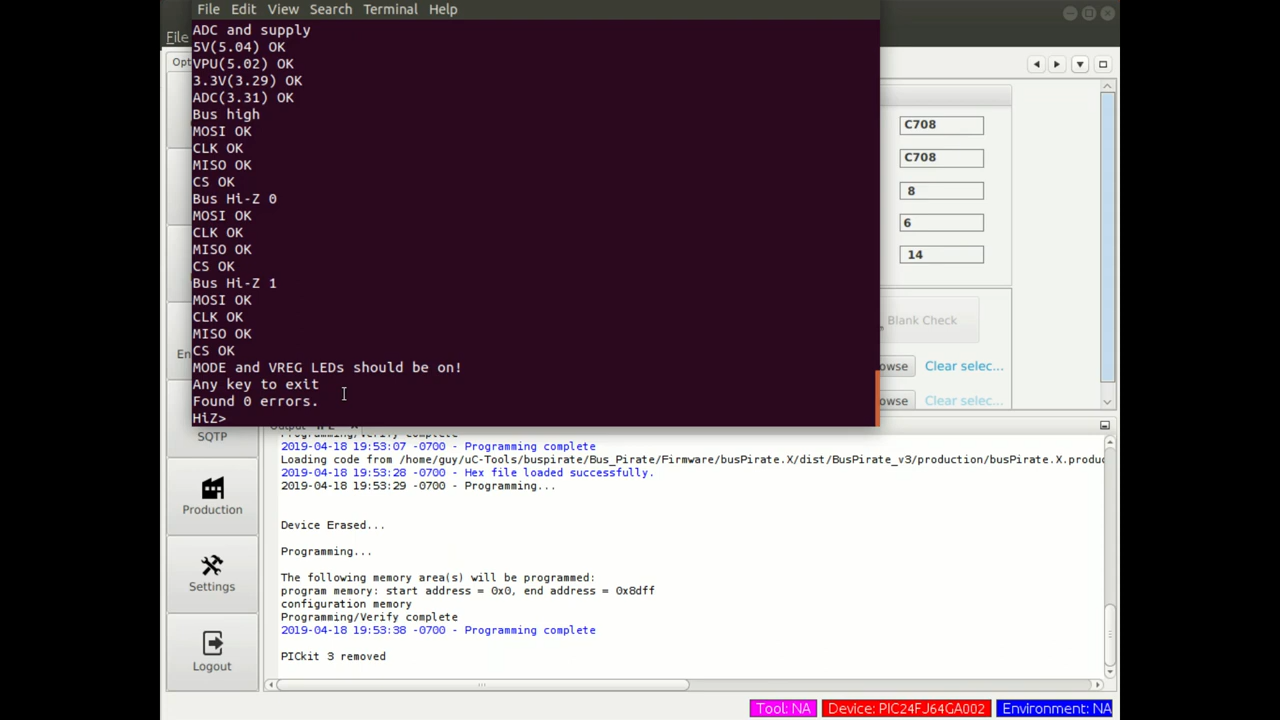 File Edit View Search Terminal Help
File
Opt
ADC and supply
5V(5.04) OK
VPU(5.02) OK
3.3V(3.29) OK
ADC(3.31) OK
Bus high
MOSI OK
CLK OK
MISO OK
CS OK
Bus Hi-Z 0
MOSI OK
CLK OK
MISO OK
CS OK
Bus Hi-Z 1
MOSI OK
CLK OK
MISO OK
CS OK
MODE and VREG LEDs should be on!
Any key to exit
Found 0 errors.
HiZ>
C708
C708
8
6
14
Blank Check
owse Clear selec...
owse Clear selec...
En
SQTP
Production
Settings
Logout
Programming/Verify complete
2019-04-18 19:53:07 -0700 - Programming complete
Loading code from /home/guy/uC-Tools/buspirate/Bus_Pirate/Firmware/busPirate.X/dist/BusPirate_v3/production/busPirate.X.produc
2019-04-18 19:53:28 -0700 - Hex file loaded successfully.
2019-04-18 19:53:29 -0700 - Programming...
Device Erased...
Programming...
The following memory area(s) will be programmed:
program memory: start address = 0x0, end address = 0x8dff
configuration memory
Programming/Verify complete
2019-04-18 19:53:38 -0700 - Programming complete
PICkit 3 removed
Tool: NA Device: PIC24FJ64GA002 Environment: NA